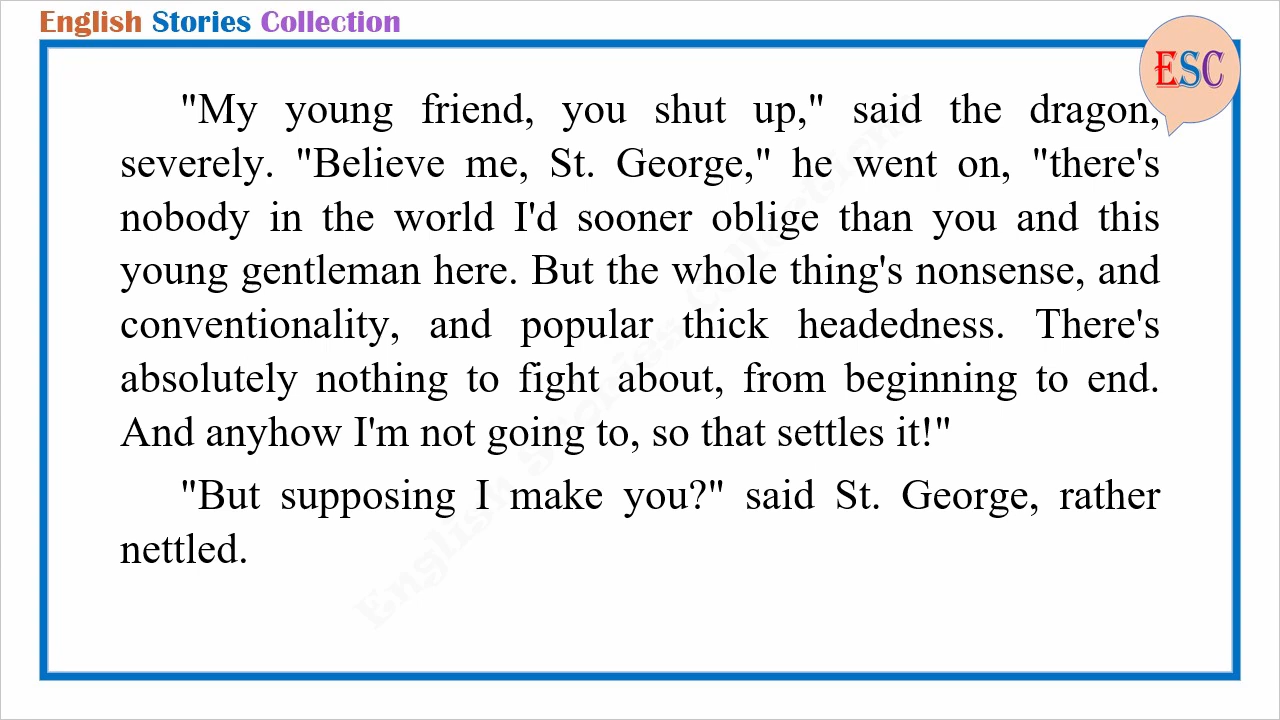 English Stories Collection
ESC
"My young friend, you shut up," said the dragon,
severely. "Believe me, St. George," he went on, "there's
nobody in the world I'd sooner oblige than you and this
young gentleman here. But the whole thing's nonsense, and
conventionality, and popular thick headedness. There's
absolutely nothing to fight about, from beginning to end.
And anyhow I'm not going to, so that settles it!"
"But supposing I make you?" said St. George, rather
nettled.
English Stories Collection